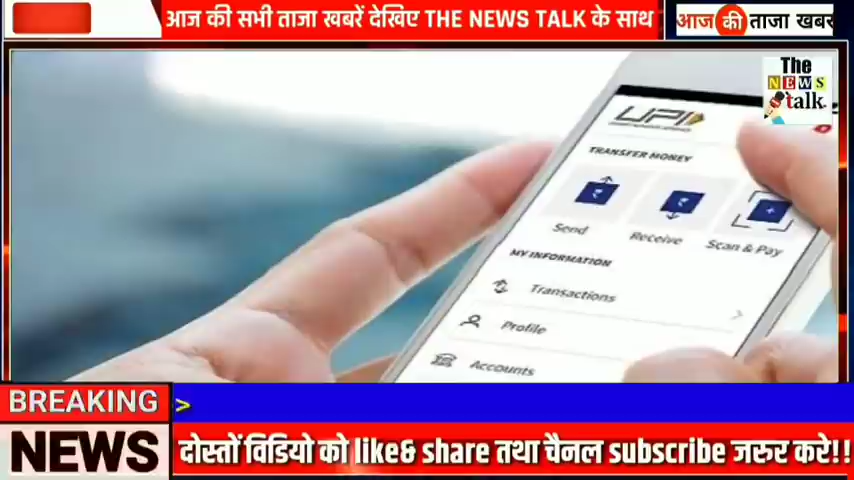 आज की सभी ताजा खबरें देखिए THE NEWS TALK के साथ
आज की ताजा खबर
The
NEWS
talk
UPI
TRANSFER MONEY
Send
Receive
Scan & Pay
MY INFORMATION
Transactions
Profile
Accounts
BREAKING
>
NEWS
दोस्तों विडियो को like& share तथा चैनल subscribe जरुर करे!!